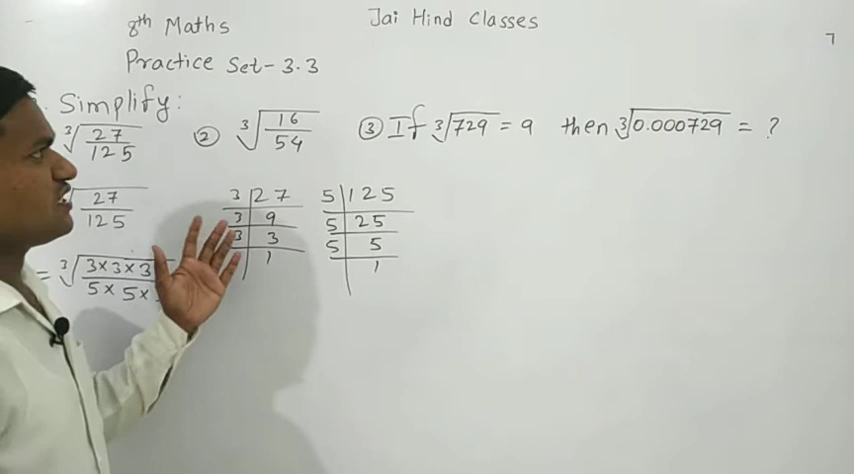 8th Maths
Jai Hind Classes
7
Practice Set-3.3
Simplify:
∛(27/125)
② ∛(16/54)
③ If ∛729 = 9 then ∛0.000729 = ?
∛(27/125)
3 | 27
3 | 9
3 | 3
| 1
5 | 125
5 | 25
5 | 5
| 1
= ∛(3×3×3 / 5×5×